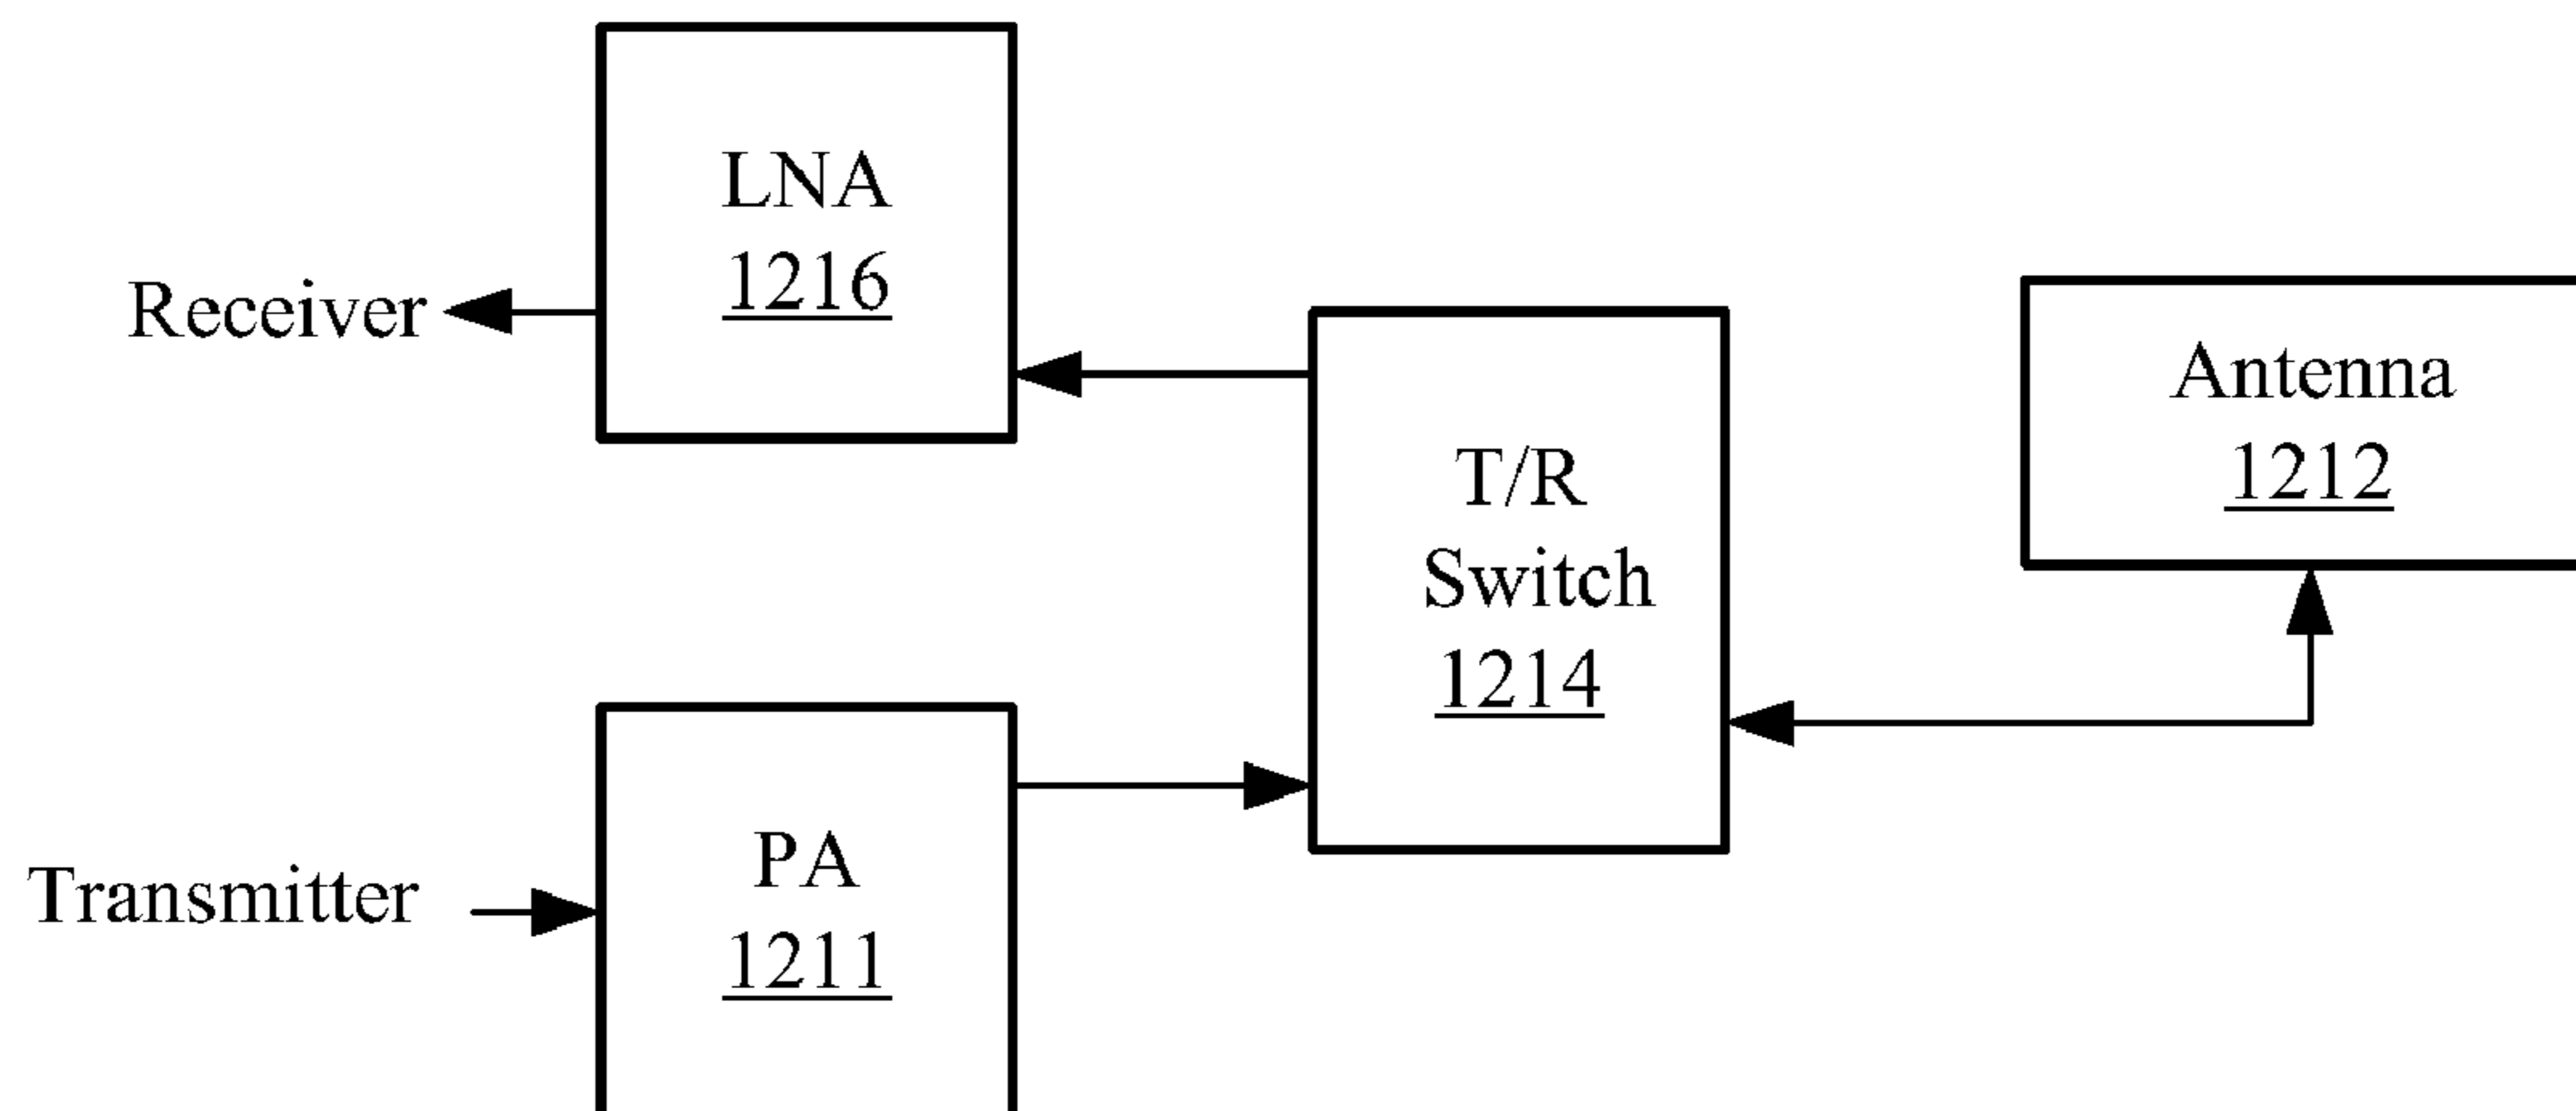 LNA
1216
Receiver
Antenna
1212
T/R
Switch
1214
PA
1211
Transmitter